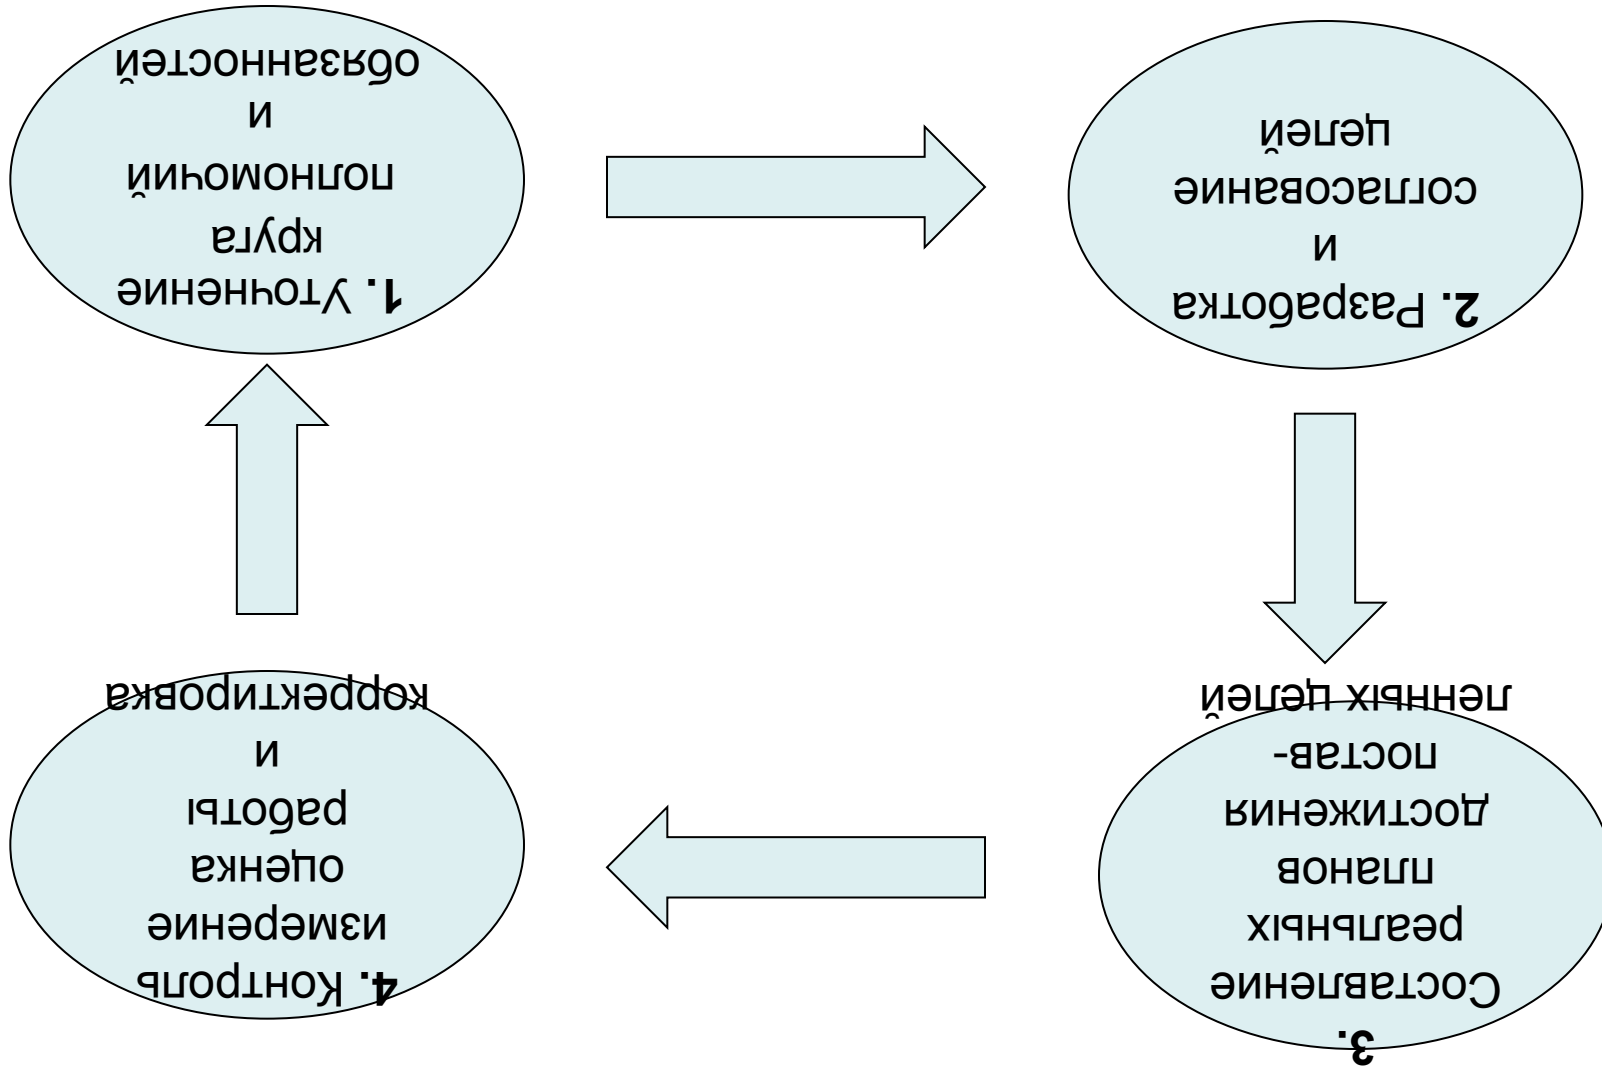 1. Уточнение
круга
полномочий
и
обязанностей
2. Разработка
и
согласование
целей
3.
Составление
реальных
планов
достижения
постав-
ленных целей
4. Контроль
измерение
оценка
работы
и
корректировка